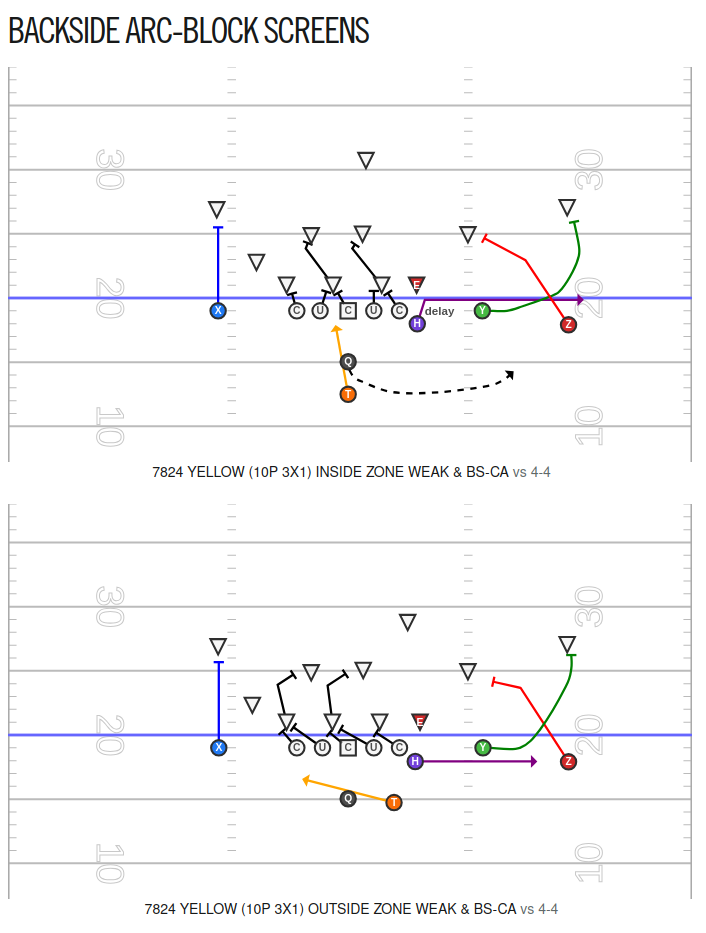 BACKSIDE ARC-BLOCK SCREENS
30 30
X C U C U C E Y 20 20
H delay Z
Q
T
10 10
7824 YELLOW (10P 3X1) INSIDE ZONE WEAK & BS-CA vs 4-4
30 30
E 20 20
X C U C U C Y
H Z
Q T
10 10
7824 YELLOW (10P 3X1) OUTSIDE ZONE WEAK & BS-CA vs 4-4